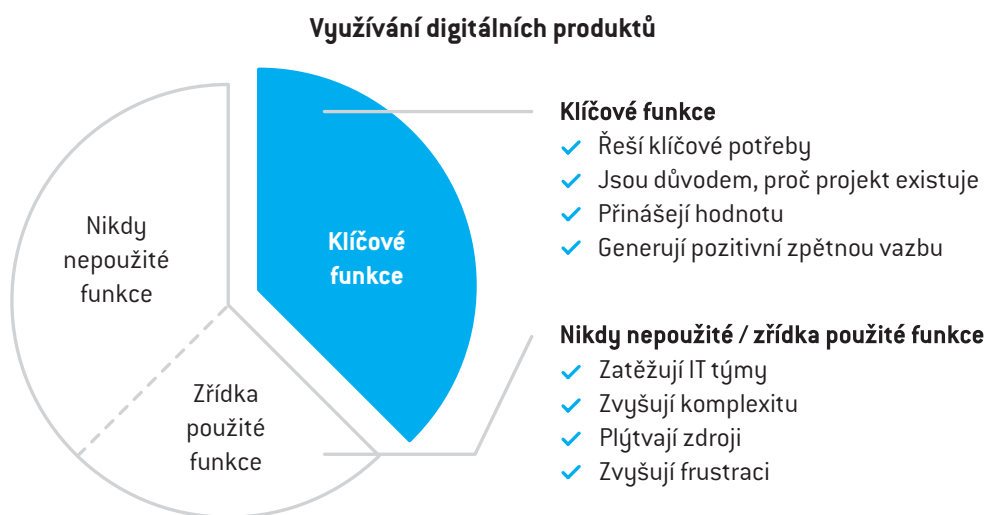 Využívání digitálních produktů
Nikdy
nepoužité
funkce
Klíčové
funkce
Zřídka
použité
funkce
Klíčové funkce
Řeší klíčové potřeby
Jsou důvodem, proč projekt existuje
Přinášejí hodnotu
Generují pozitivní zpětnou vazbu
Nikdy nepoužité / zřídka použité funkce
Zatěžují IT týmy
Zvyšují komplexitu
Plýtvají zdroji
Zvyšují frustraci